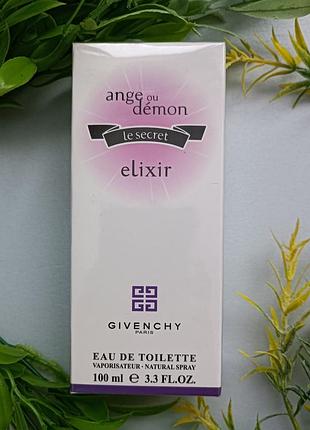 ange ou
démon
le secret
elixir
GIVENCHY
PARIS
EAU DE TOILETTE
VAPORISATEUR - NATURAL SPRAY
100 ml e 3.3 FL.OZ.